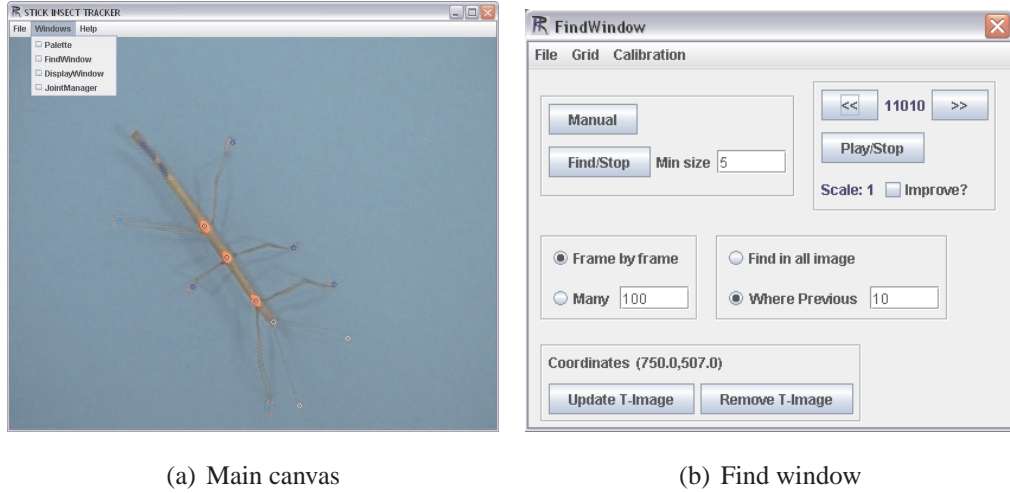 STICK INSECT TRACKER
File Windows Help
Palette
FindWindow
DisplayWindow
JointManager
(a) Main canvas
FindWindow
File Grid Calibration
Manual
Find/Stop Min size 5
<< 11010 >>
Play/Stop
Scale: 1 Improve?
Frame by frame
Many 100
Find in all image
Where Previous 10
Coordinates (750.0,507.0)
Update T-Image Remove T-Image
(b) Find window